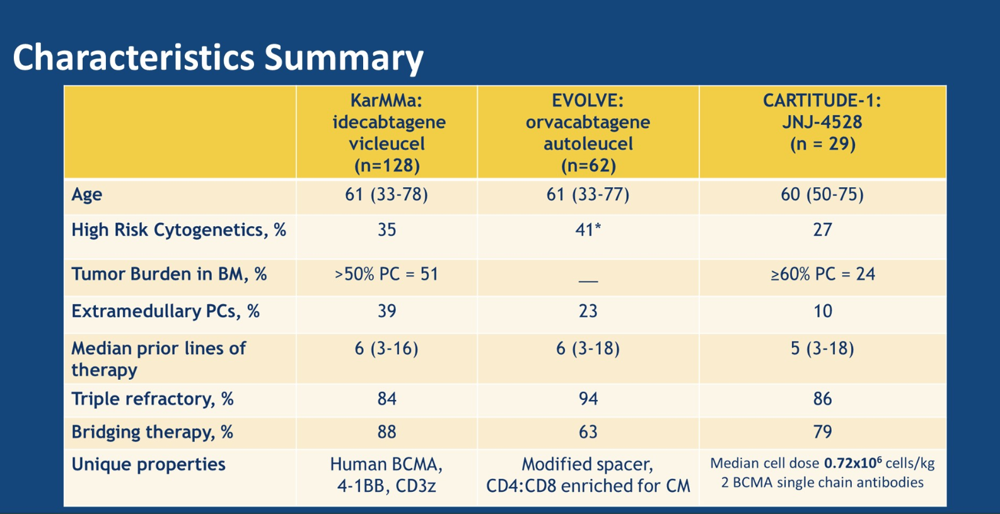 Characteristics Summary
KarMMa:
idecabtagene
vicleucel
(n=128)
EVOLVE:
orvacabtagene
autoleucel
(n=62)
CARTITUDE-1:
JNJ-4528
(n = 29)
Age
61 (33-78)
61 (33-77)
60 (50-75)
High Risk Cytogenetics, %
35
41*
27
Tumor Burden in BM, %
>50% PC = 51
__
≥60% PC = 24
Extramedullary PCs, %
39
23
10
Median prior lines of
therapy
6 (3-16)
6 (3-18)
5 (3-18)
Triple refractory, %
84
94
86
Bridging therapy, %
88
63
79
Unique properties
Human BCMA,
4-1BB, CD3z
Modified spacer,
CD4:CD8 enriched for CM
Median cell dose 0.72x10⁶ cells/kg
2 BCMA single chain antibodies